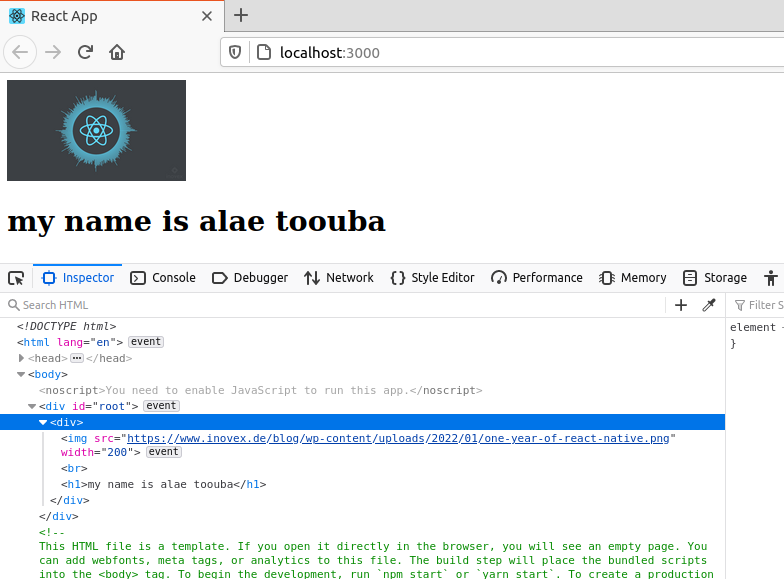 React App
localhost:3000
my name is alae toouba
Inspector Console Debugger Network Style Editor Performance Memory Storage
Search HTML
Filter S
<!DOCTYPE html>
<html lang="en"> event
<head> ... </head>
<body>
<noscript>You need to enable JavaScript to run this app.</noscript>
<div id="root"> event
<div>
<img src="https://www.inovex.de/blog/wp-content/uploads/2022/01/one-year-of-react-native.png"
width="200"> event
<br>
<h1>my name is alae toouba</h1>
</div>
</div>
<!--
This HTML file is a template. If you open it directly in the browser, you will see an empty page. You
can add webfonts, meta tags, or analytics to this file. The build step will place the bundled scripts
into the <body> tag. To begin the development, run `npm start` or `yarn start`. To create a production
element
}